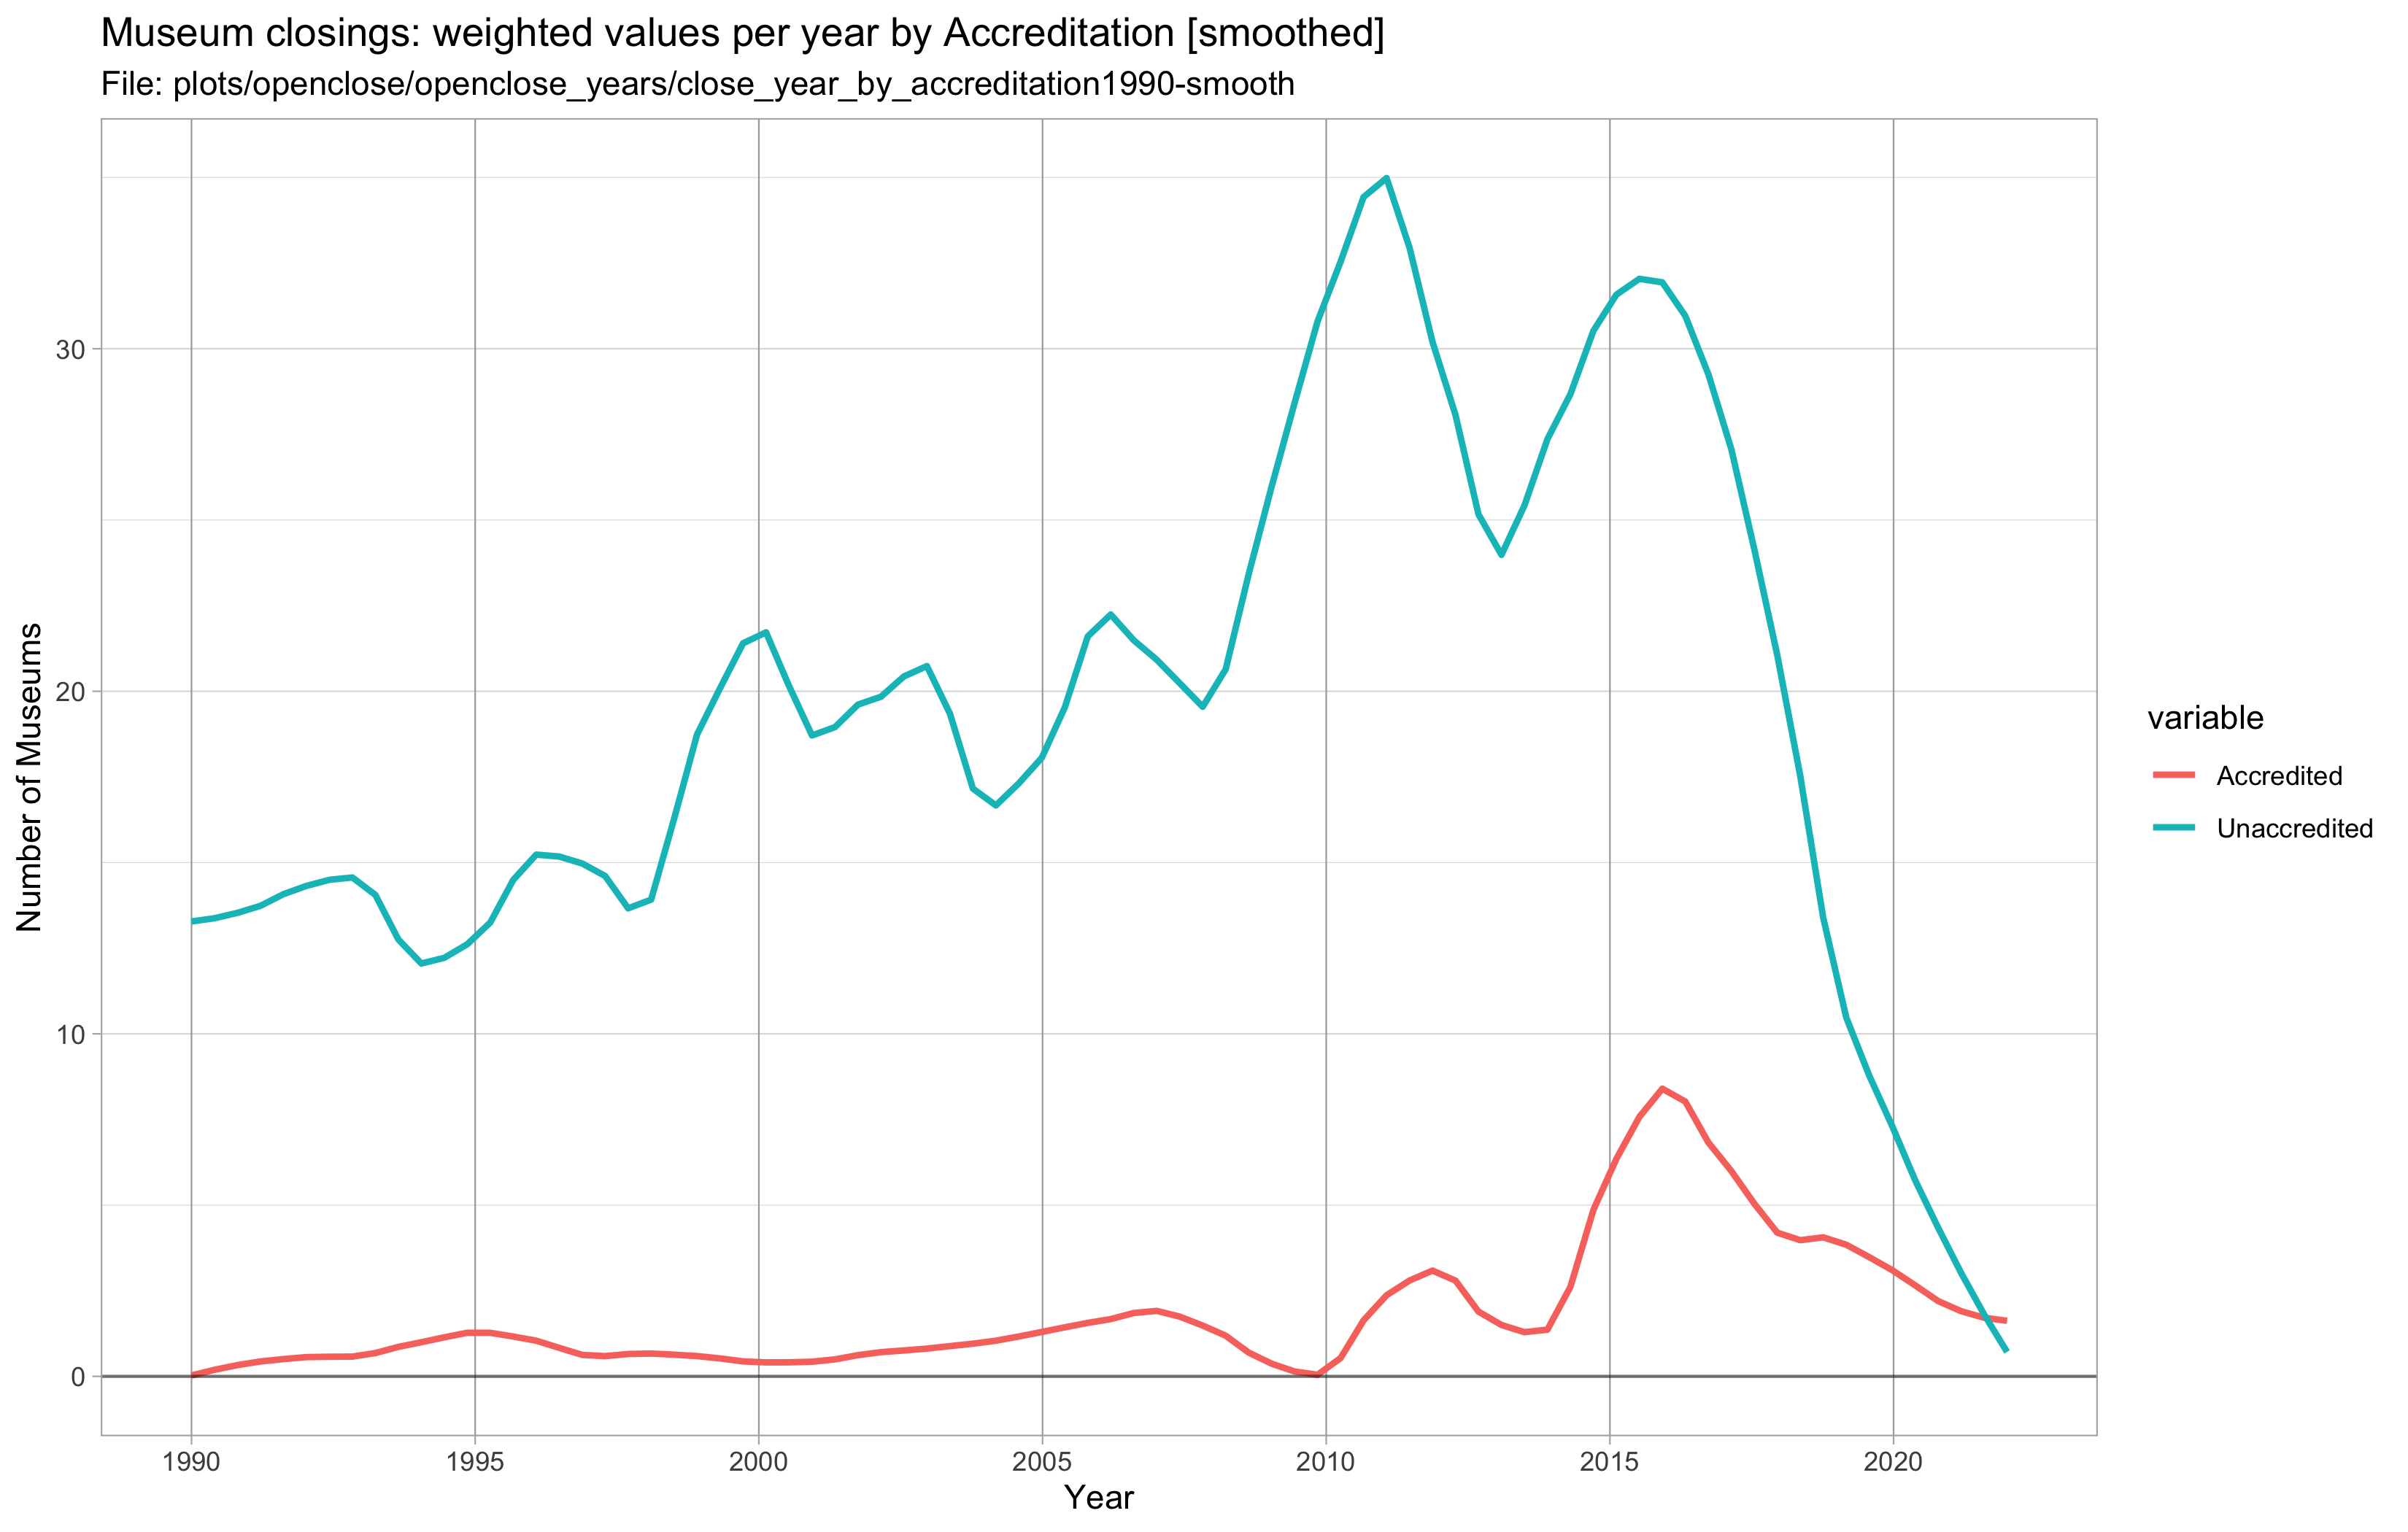 Museum closings: weighted values per year by Accreditation [smoothed]
File: plots/openclose/openclose_years/close_year_by_accreditation1990-smooth
Number of Museums
30
20
10
0
1990 1995 2000 2005 2010 2015 2020
Year
variable
Accredited
Unaccredited